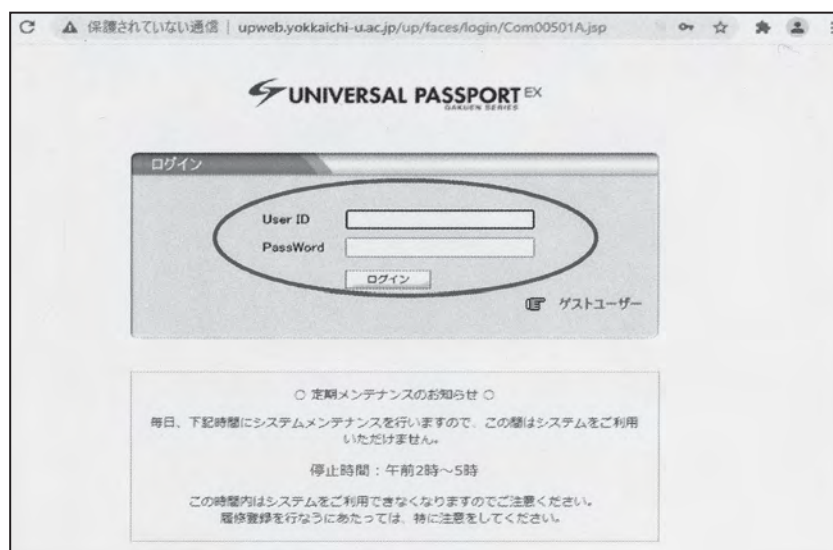 保護されていない通信 | upweb.yokkaichi-u.ac.jp/up/faces/login/Com00501A.jsp
UNIVERSAL PASSPORT EX
GAKUEN SERIES
ログイン
User ID
PassWord
ログイン
ゲストユーザー
○ 定期メンテナンスのお知らせ ○
毎日、下記時間にシステムメンテナンスを行いますので、この間はシステムをご利用
いただけません。
停止時間：午前2時～5時
この時間内はシステムをご利用できなくなりますのでご注意ください。
履修登録を行なうにあたっては、特に注意をしてください。